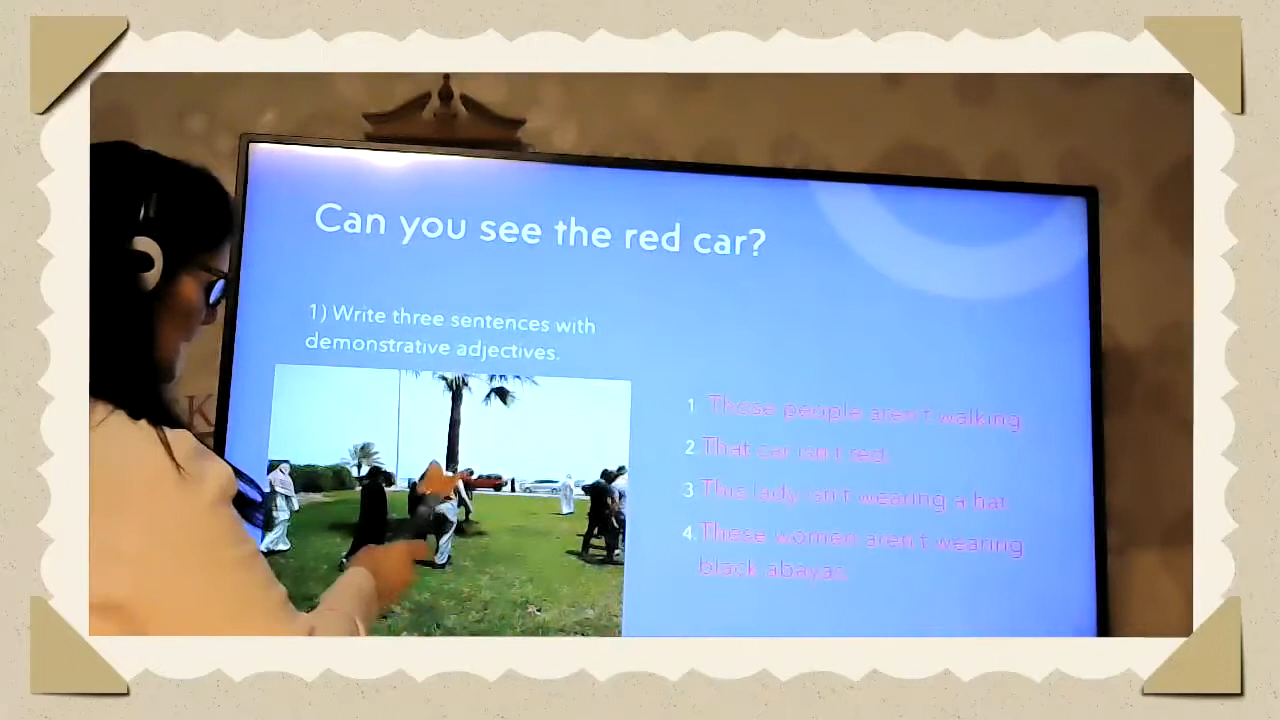 Can you see the red car?
1) Write three sentences with
demonstrative adjectives.
1 These people aren't walking
2 That car isn't red.
3 This lady isn't wearing a hat
4. These women aren't wearing
black abayas.
K